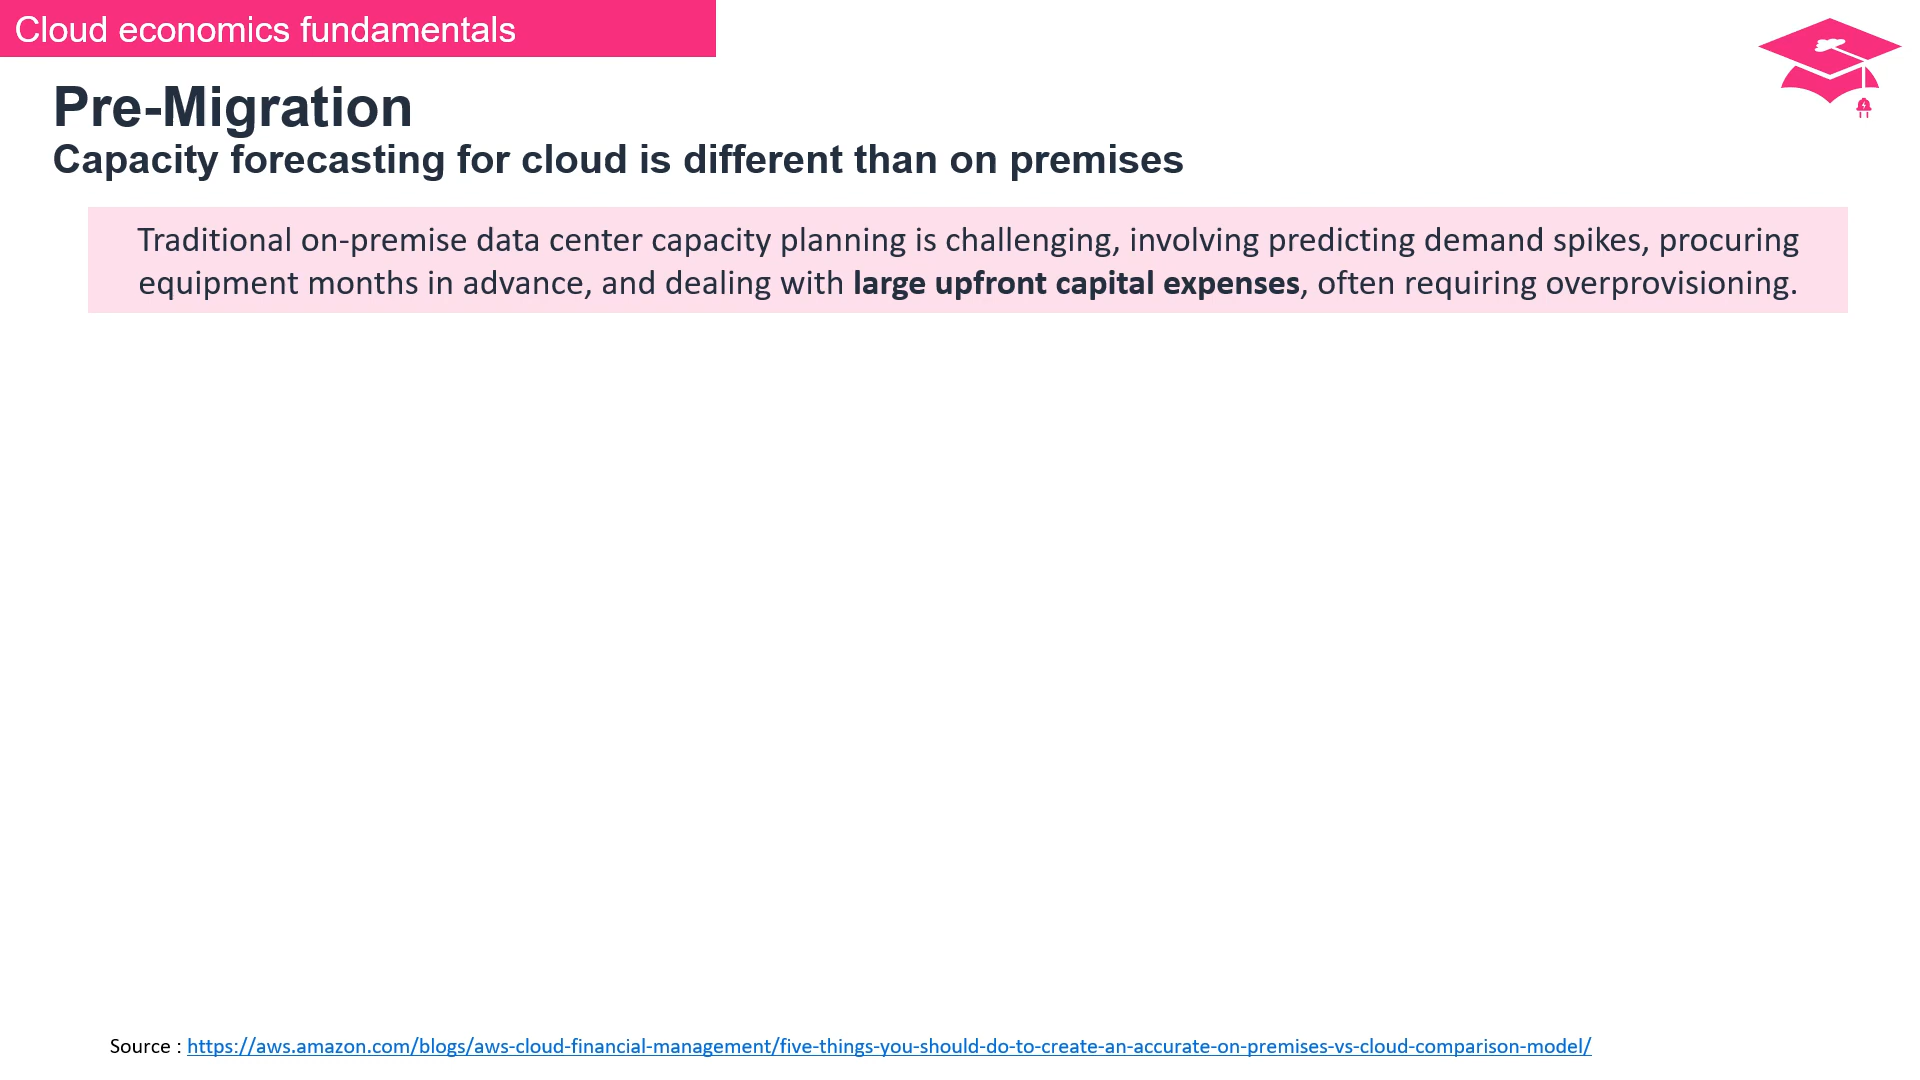 Cloud economics fundamentals
Pre-Migration
Capacity forecasting for cloud is different than on premises
Traditional on-premise data center capacity planning is challenging, involving predicting demand spikes, procuring
equipment months in advance, and dealing with large upfront capital expenses, often requiring overprovisioning.
Source : https://aws.amazon.com/blogs/aws-cloud-financial-management/five-things-you-should-do-to-create-an-accurate-on-premises-vs-cloud-comparison-model/